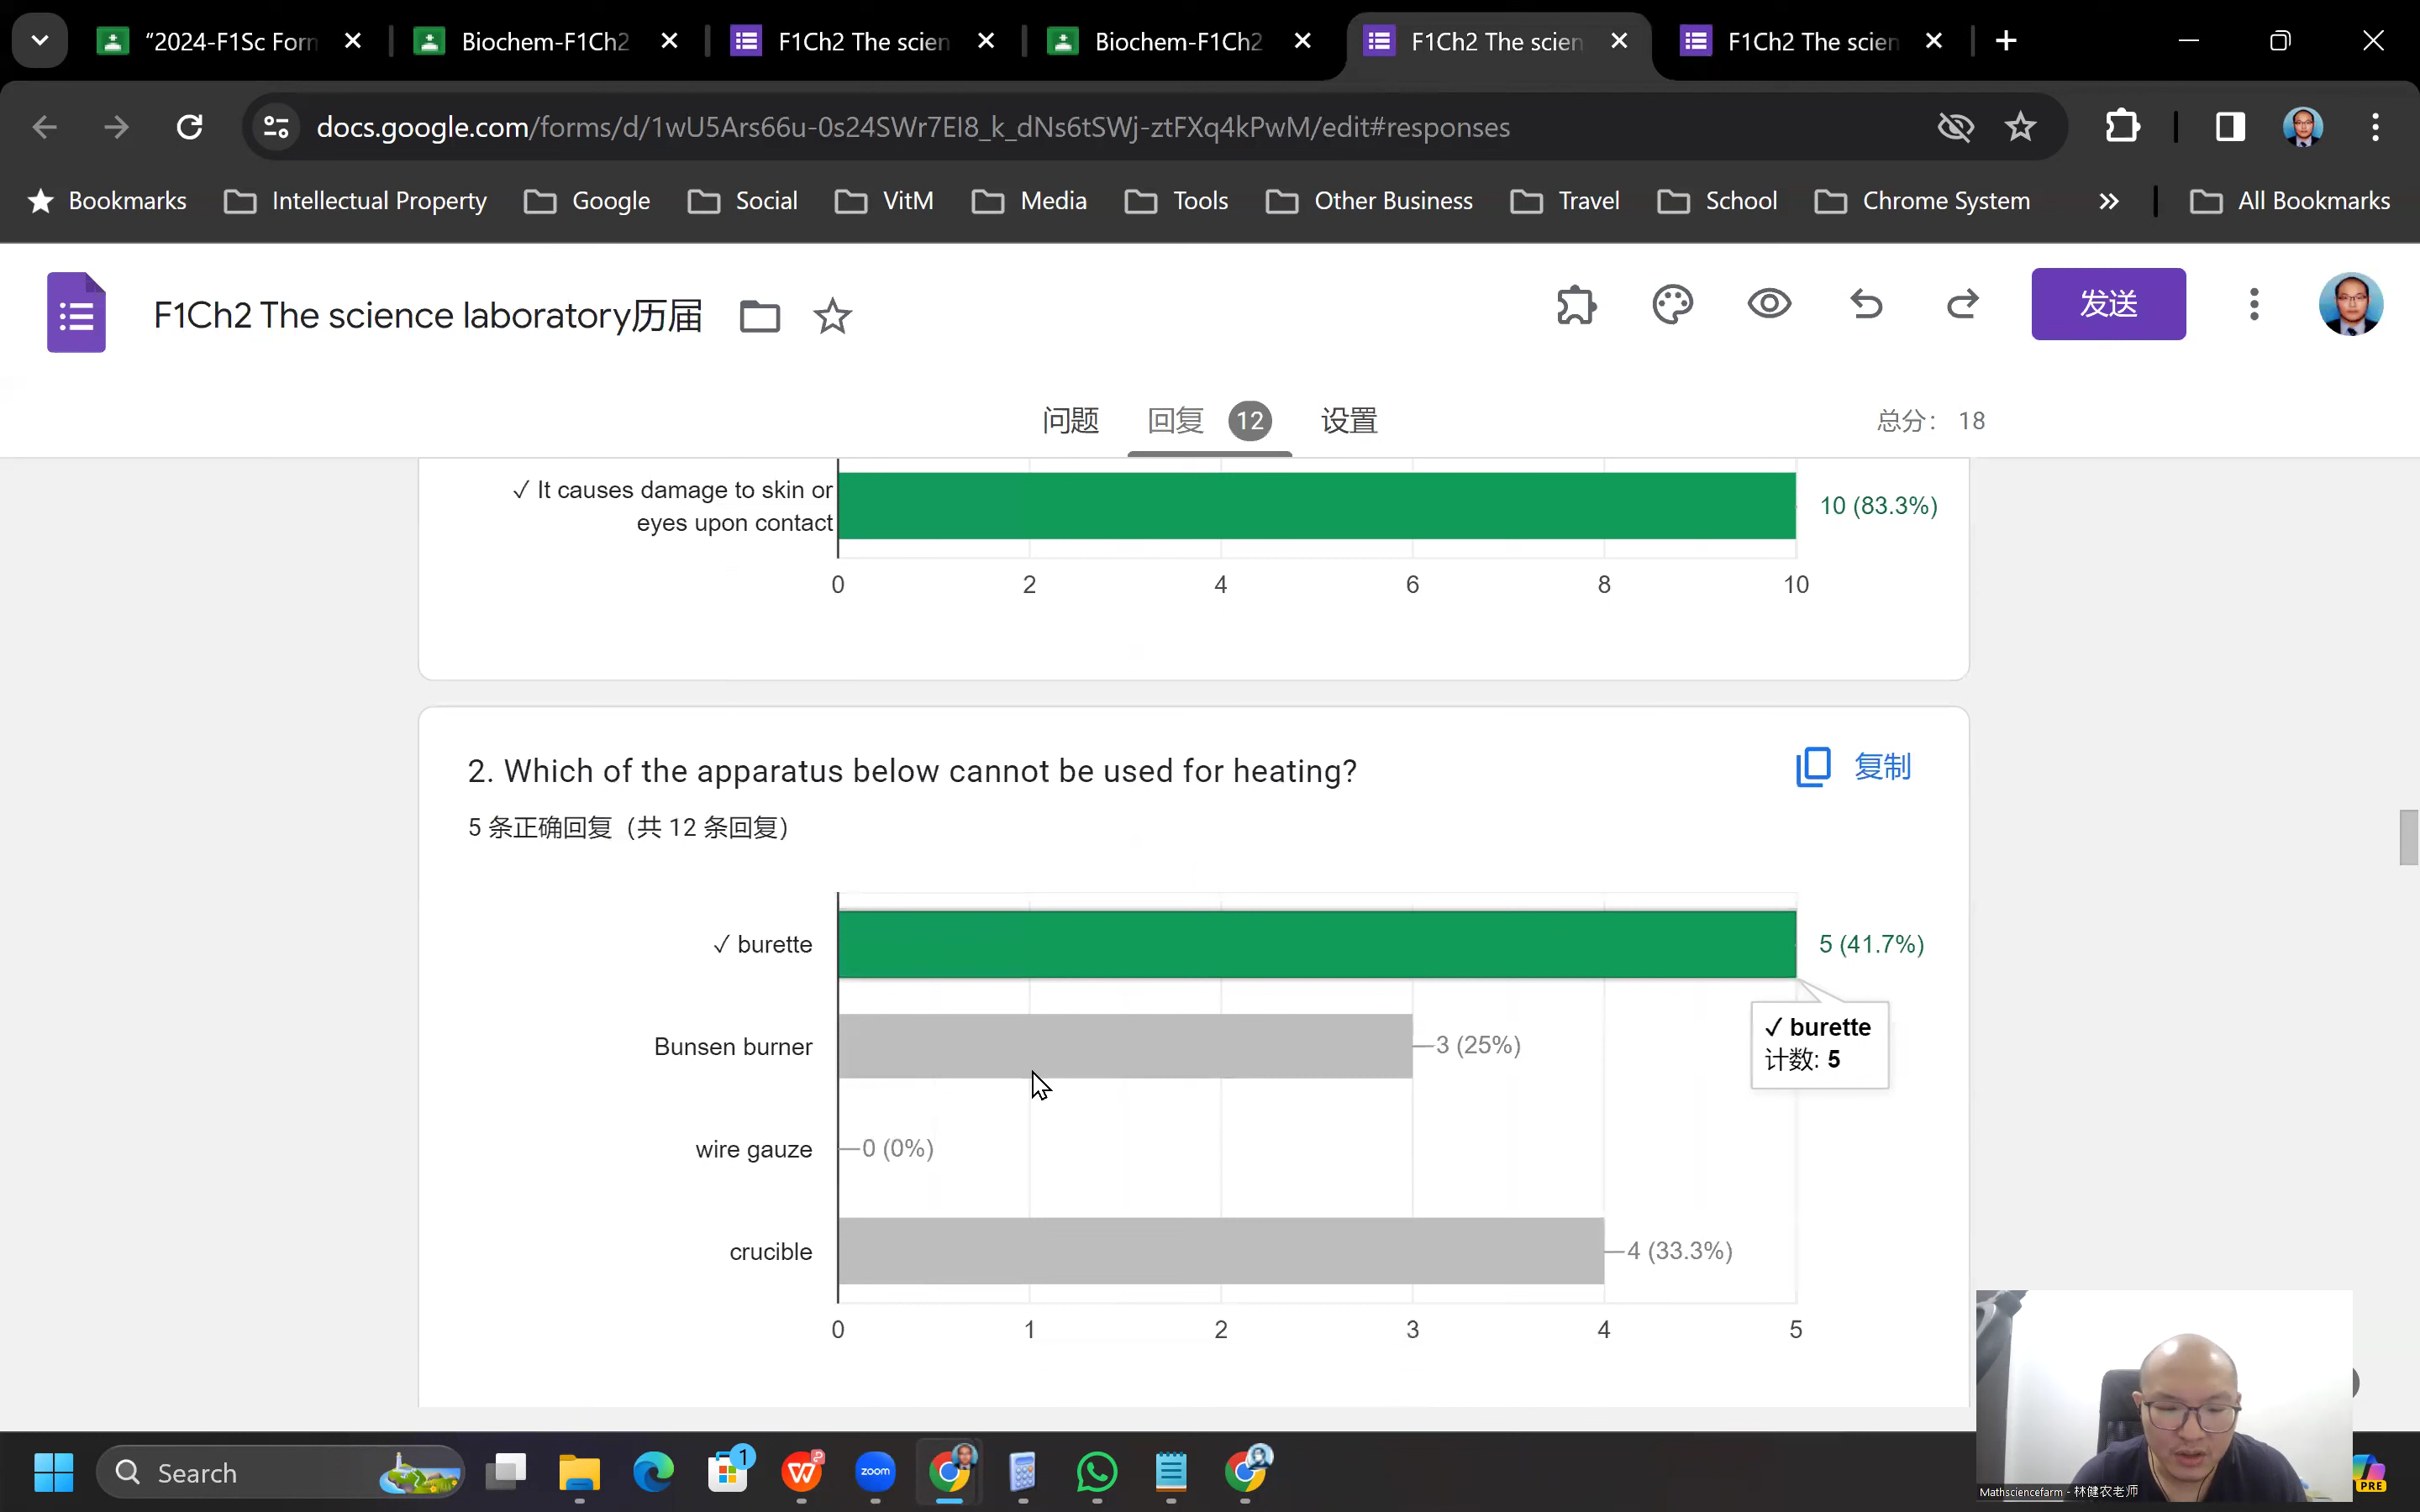 “2024-F1Sc Forn
Biochem-F1Ch2
F1Ch2 The scien
Biochem-F1Ch2
F1Ch2 The scien
F1Ch2 The scien
docs.google.com/forms/d/1wU5Ars66u-0s24SWr7EI8_k_dNs6tSWj-ztFXq4kPwM/edit#responses
Bookmarks
Intellectual Property
Google
Social
VitM
Media
Tools
Other Business
Travel
School
Chrome System
All Bookmarks
F1Ch2 The science laboratory历届
发送
问题
回复 12
设置
总分： 18
✓ It causes damage to skin or
eyes upon contact
10 (83.3%)
0 2 4 6 8 10
2. Which of the apparatus below cannot be used for heating?
复制
5 条正确回复（共 12 条回复）
✓ burette
5 (41.7%)
✓ burette
计数: 5
Bunsen burner
3 (25%)
wire gauze
0 (0%)
crucible
4 (33.3%)
0 1 2 3 4 5
Mathsciencefarm - 林健农老师
Search
1
zoom
PRE